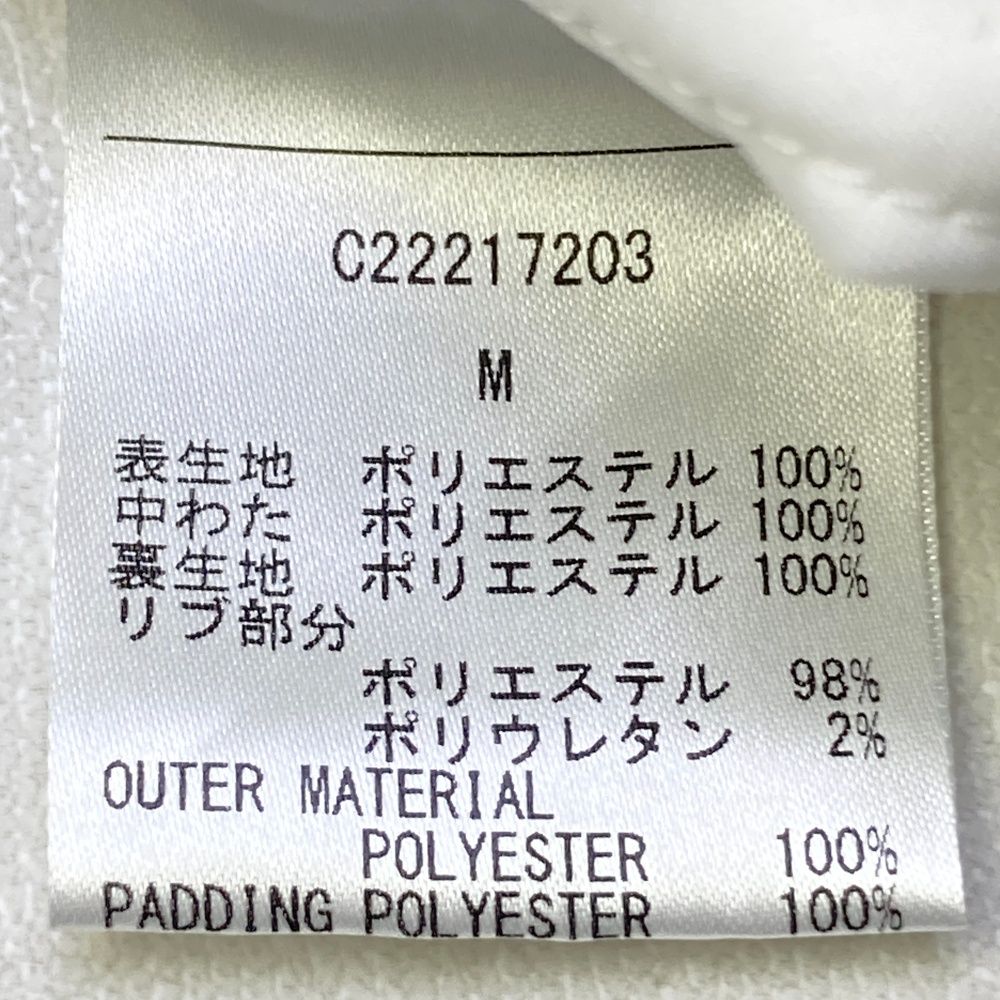 C22217203
M
表生地 ポリエステル 100%
中わた ポリエステル 100%
裏生地 ポリエステル 100%
リブ部分
ポリエステル 98%
ポリウレタン 2%
OUTER MATERIAL
POLYESTER 100%
PADDING POLYESTER 100%